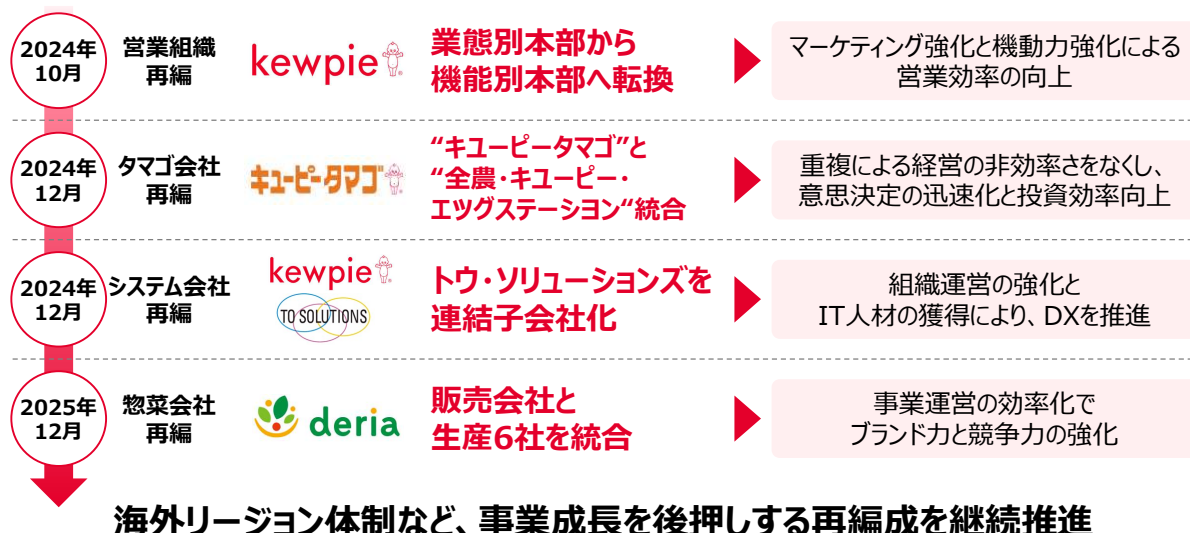 2024年
10月
営業組織
再編
kewpie
業態別本部から
機能別本部へ転換
マーケティング強化と機動力強化による
営業効率の向上
2024年
12月
タマゴ会社
再編
キューピータマゴ
“キユーピータマゴ”と
“全農・キユーピー・
エツグステーシヨン“統合
重複による経営の非効率さをなくし、
意思決定の迅速化と投資効率向上
2024年
12月
システム会社
再編
kewpie
TO SOLUTIONS
トウ・ソリューションズを
連結子会社化
組織運営の強化と
IT人材の獲得により、DXを推進
2025年
12月
惣菜会社
再編
deria
販売会社と
生産6社を統合
事業運営の効率化で
ブランド力と競争力の強化
海外リージョン体制など、事業成長を後押しする再編成を継続推進